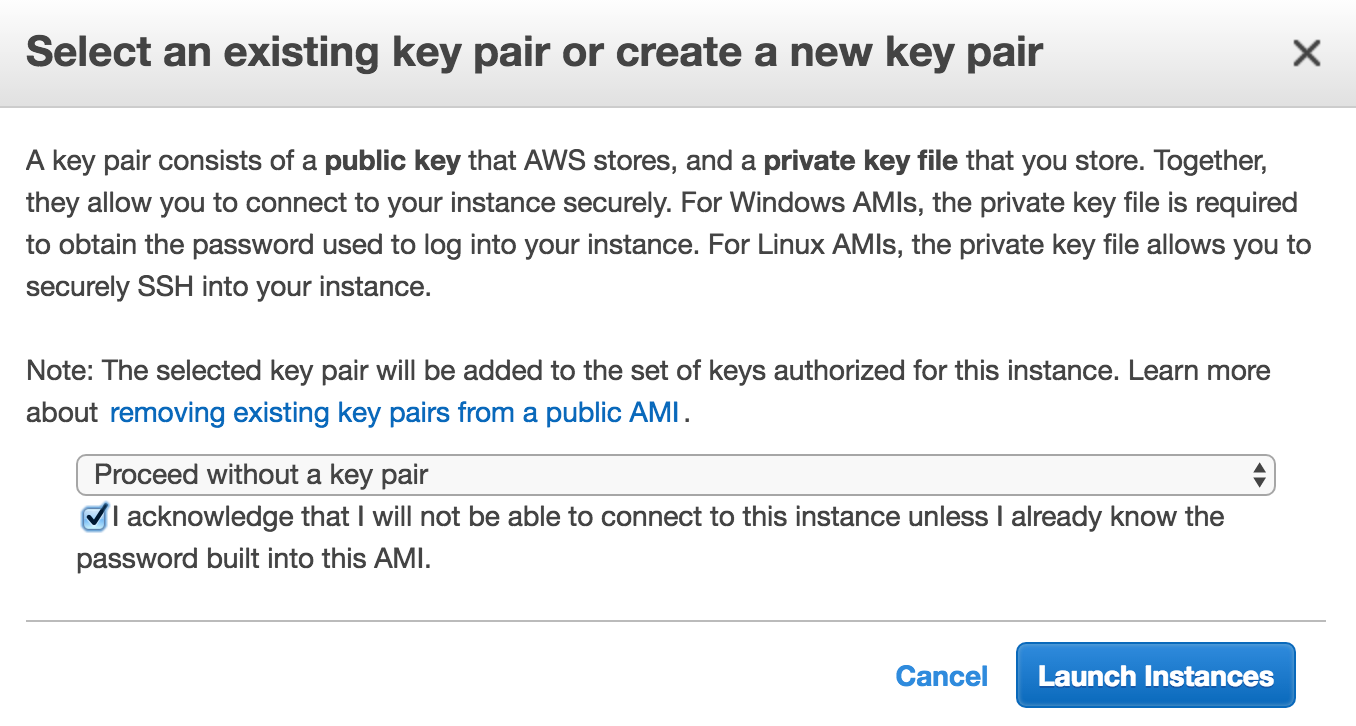 Select an existing key pair or create a new key pair
A key pair consists of a public key that AWS stores, and a private key file that you store. Together,
they allow you to connect to your instance securely. For Windows AMIs, the private key file is required
to obtain the password used to log into your instance. For Linux AMIs, the private key file allows you to
securely SSH into your instance.
Note: The selected key pair will be added to the set of keys authorized for this instance. Learn more
about removing existing key pairs from a public AMI.
Proceed without a key pair
I acknowledge that I will not be able to connect to this instance unless I already know the
password built into this AMI.
Cancel Launch Instances